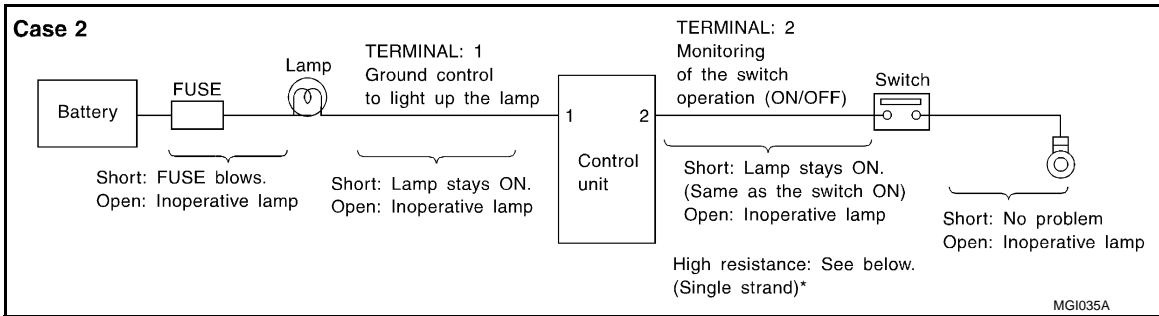 Case 2
Battery
FUSE
Lamp
TERMINAL: 1
Ground control
to light up the lamp
TERMINAL: 2
Monitoring
of the switch
operation (ON/OFF)
Switch
1
2
Control
unit
Short: FUSE blows.
Open: Inoperative lamp
Short: Lamp stays ON.
Open: Inoperative lamp
Short: Lamp stays ON.
(Same as the switch ON)
Open: Inoperative lamp
High resistance: See below.
(Single strand)*
Short: No problem
Open: Inoperative lamp
MGI035A